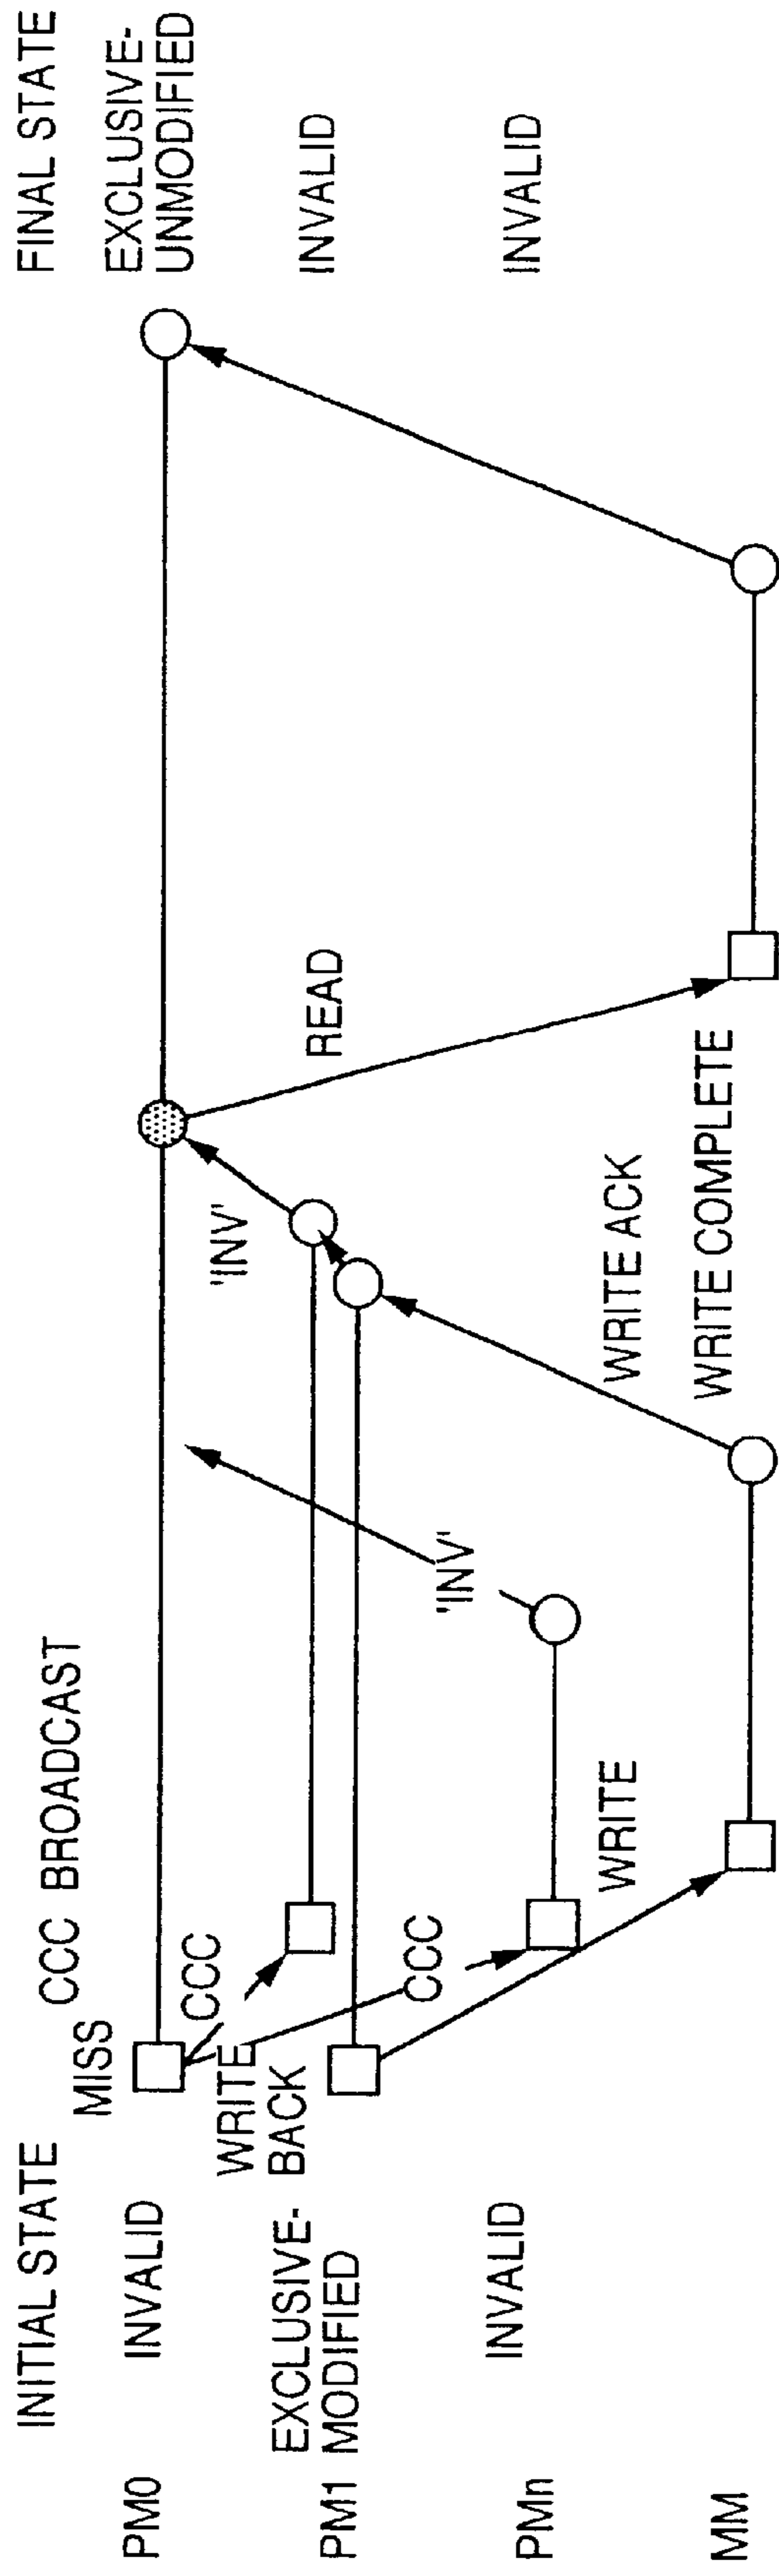 INITIAL STATE
FINAL STATE
MISS
CCC BROADCAST
PM0
INVALID
EXCLUSIVE-
UNMODIFIED
CCC
WRITE
BACK
'INV'
PM1
EXCLUSIVE-
MODIFIED
READ
INVALID
CCC
'INV'
PMn
INVALID
INVALID
WRITE
WRITE ACK
WRITE COMPLETE
MM